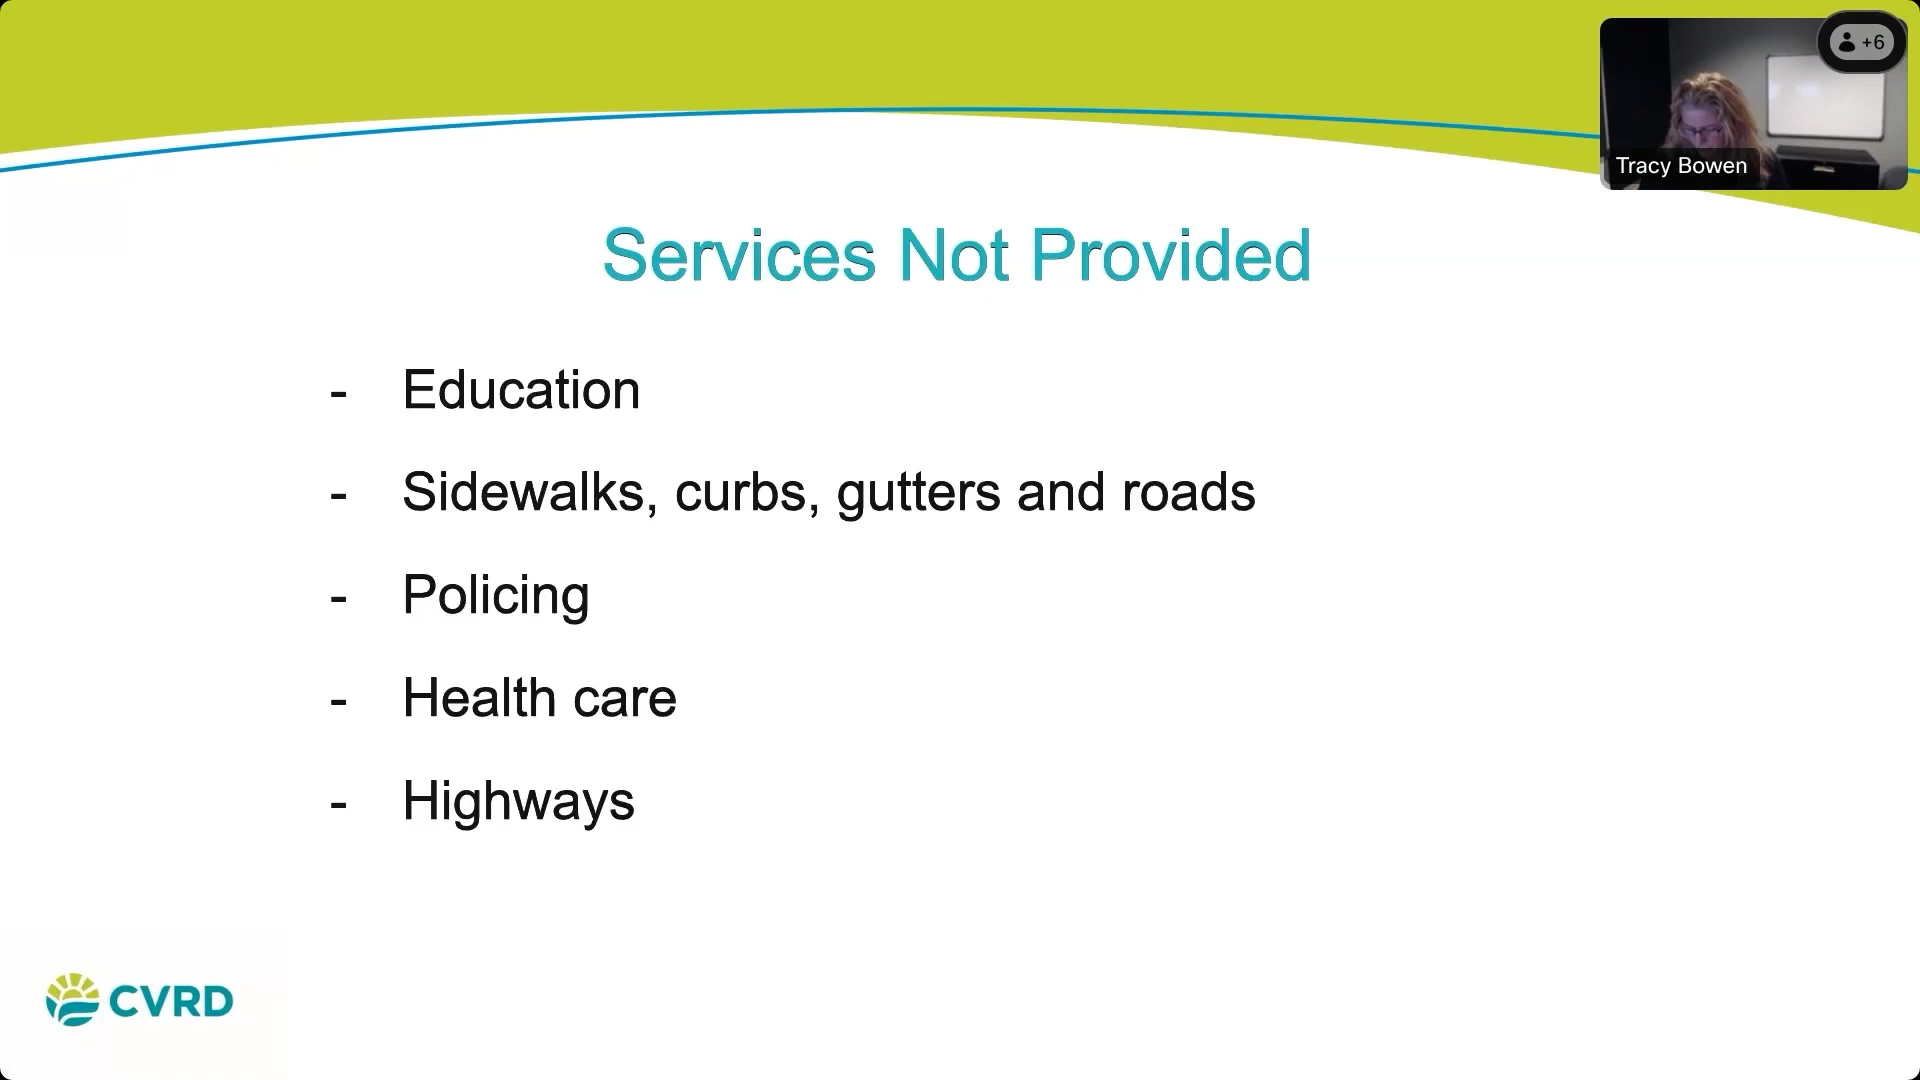 +6
Tracy Bowen
Services Not Provided
- Education
- Sidewalks, curbs, gutters and roads
- Policing
- Health care
- Highways
CVRD